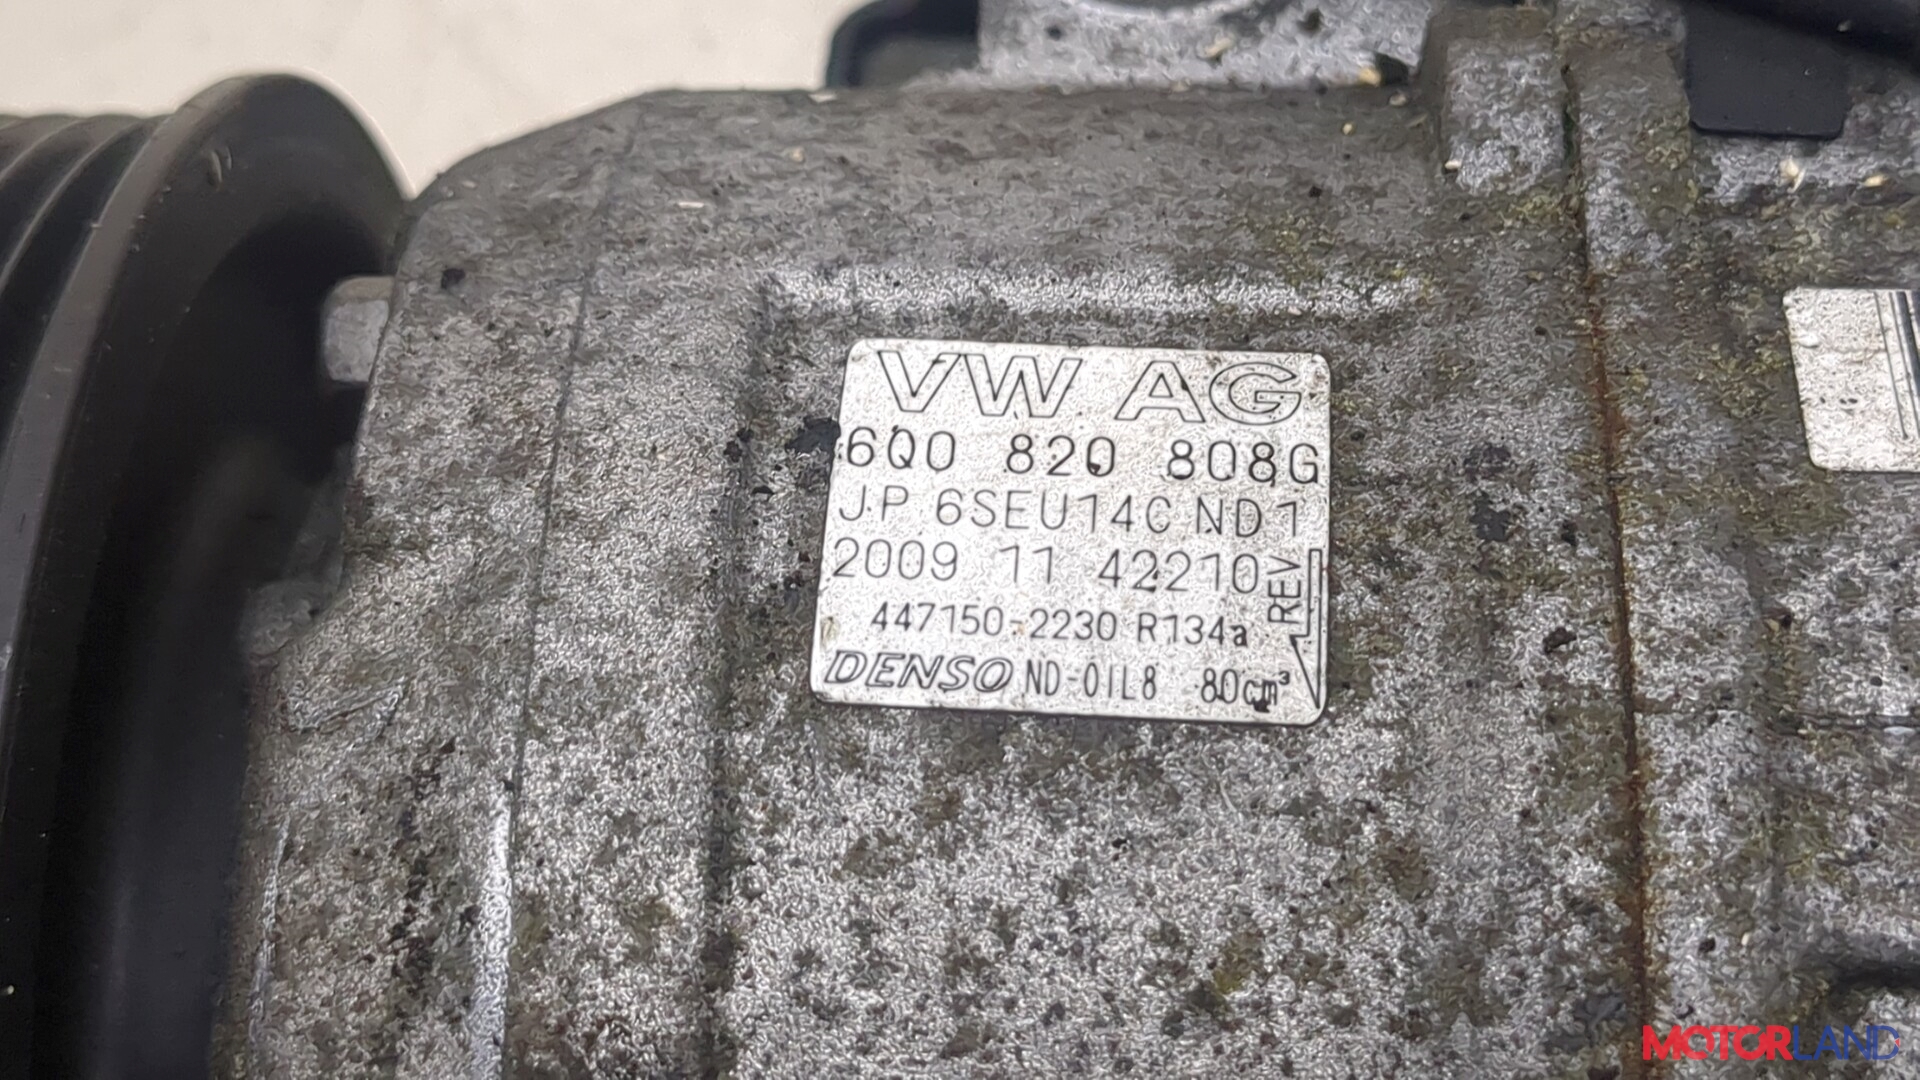 VW AG
6Q0 820 808G
JP 6SEU14C ND1
2009 11 42210
REV
447150-2230 R134a
DENSO ND-OIL8 80cm³
MOTORLAND